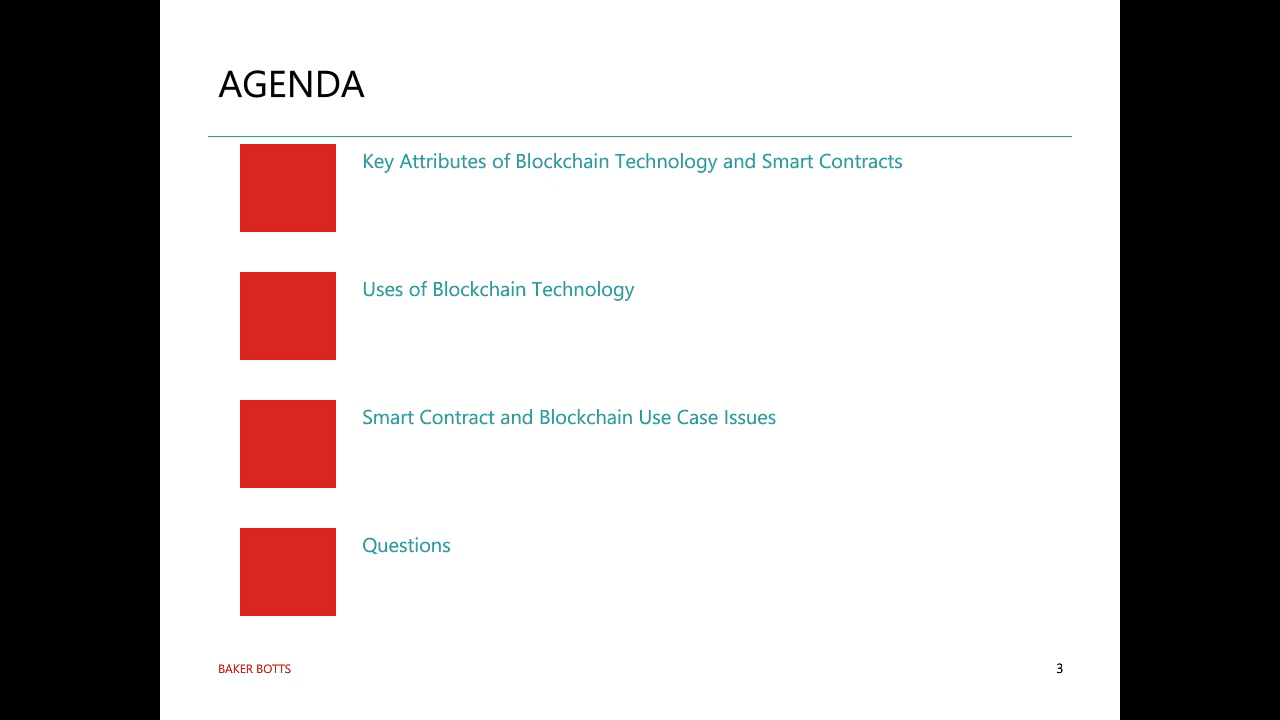 AGENDA
Key Attributes of Blockchain Technology and Smart Contracts
Uses of Blockchain Technology
Smart Contract and Blockchain Use Case Issues
Questions
BAKER BOTTS
3